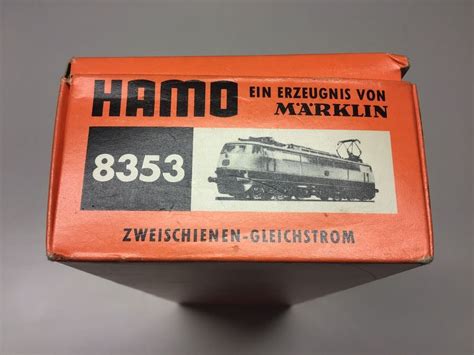 HAMO
EIN ERZEUGNIS VON
MÄRKLIN
8353
ZWEISCHIENEN-GLEICHSTROM